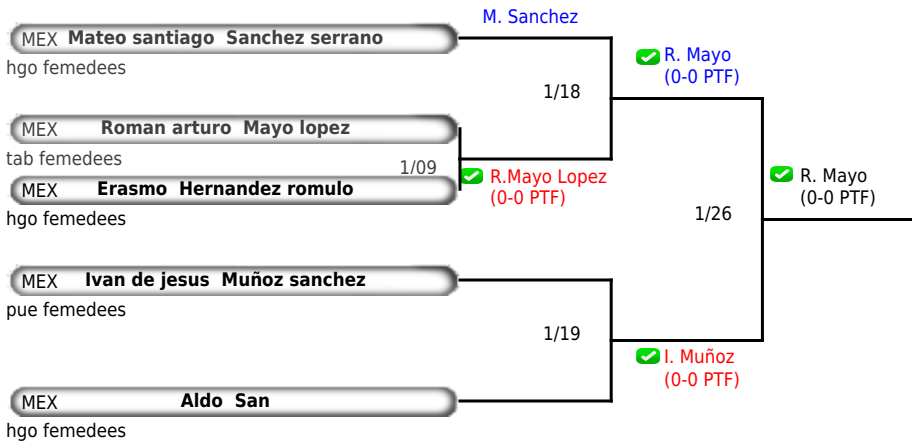 M. Sanchez
MEX Mateo santiago Sanchez serrano
hgo femedees
R. Mayo
(0-0 PTF)
1/18
MEX Roman arturo Mayo lopez
tab femedees
1/09
R.Mayo Lopez
(0-0 PTF)
R. Mayo
(0-0 PTF)
MEX Erasmo Hernandez romulo
hgo femedees
1/26
MEX Ivan de jesus Muñoz sanchez
pue femedees
1/19
I. Muñoz
(0-0 PTF)
MEX Aldo San
hgo femedees